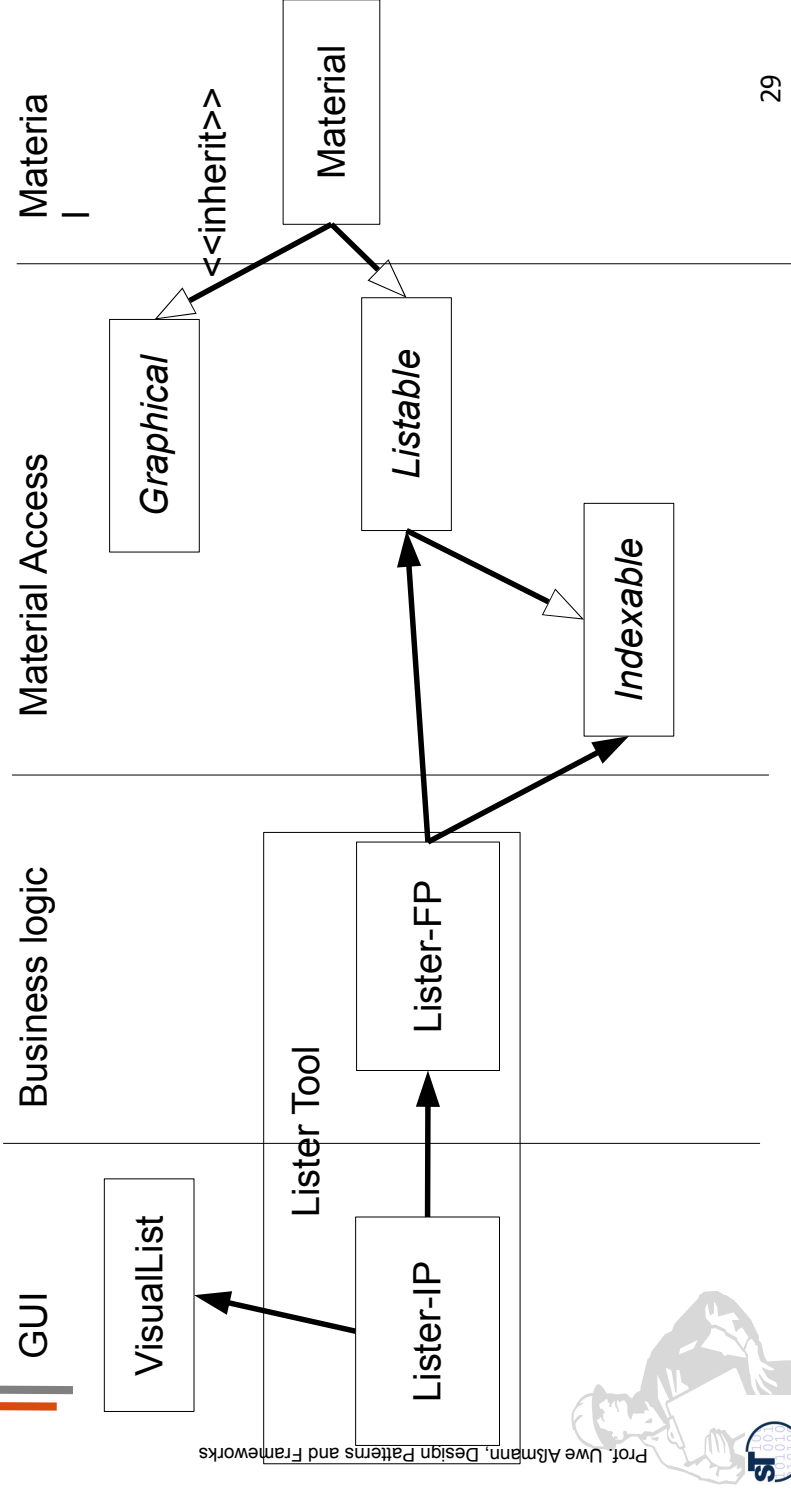 GUI
Business logic
Material Access
Materia
l
VisualList
Graphical
<<inherit>>
Lister Tool
Lister-IP
Lister-FP
Listable
Material
Indexable
Prof. Uwe Aßmann, Design Patterns and Frameworks
ST
29